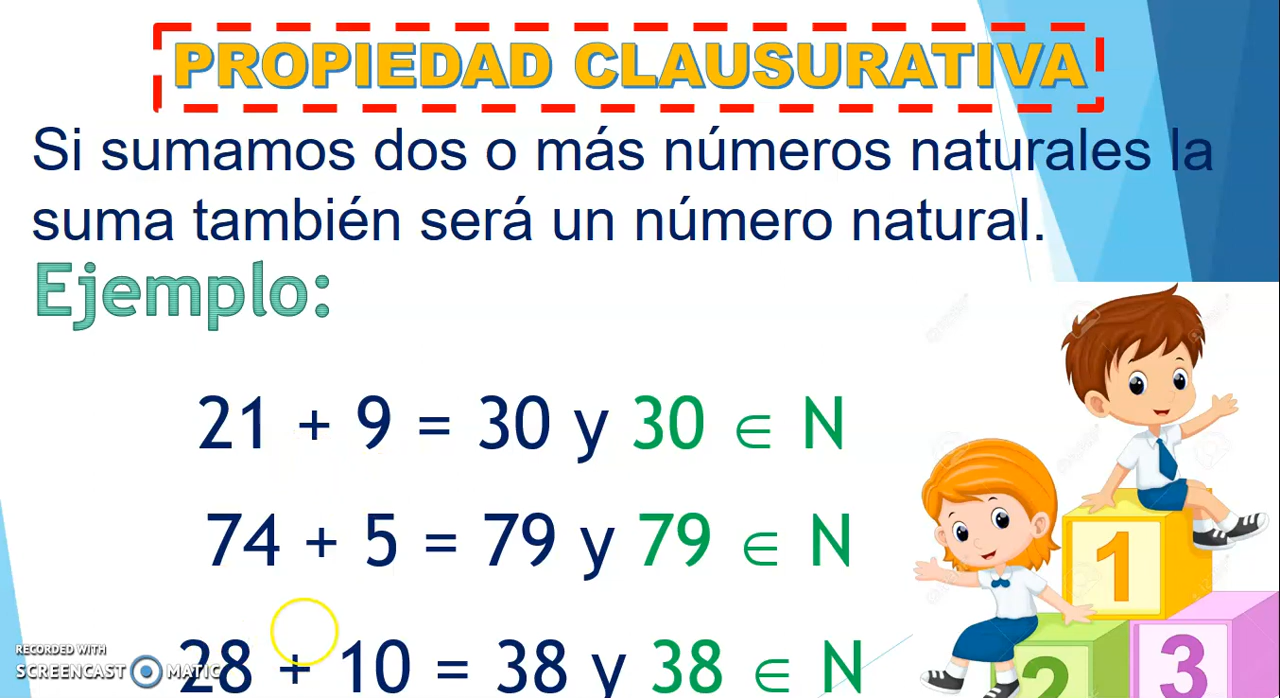 PROPIEDAD CLAUSURATIVA
Si sumamos dos o más números naturales la
suma también será un número natural.
Ejemplo:
21 + 9 = 30 y 30 ∈ N
74 + 5 = 79 y 79 ∈ N
28 + 10 = 38 y 38 ∈ N
RECORDED WITH
SCREENCAST MATIC
1
2
3